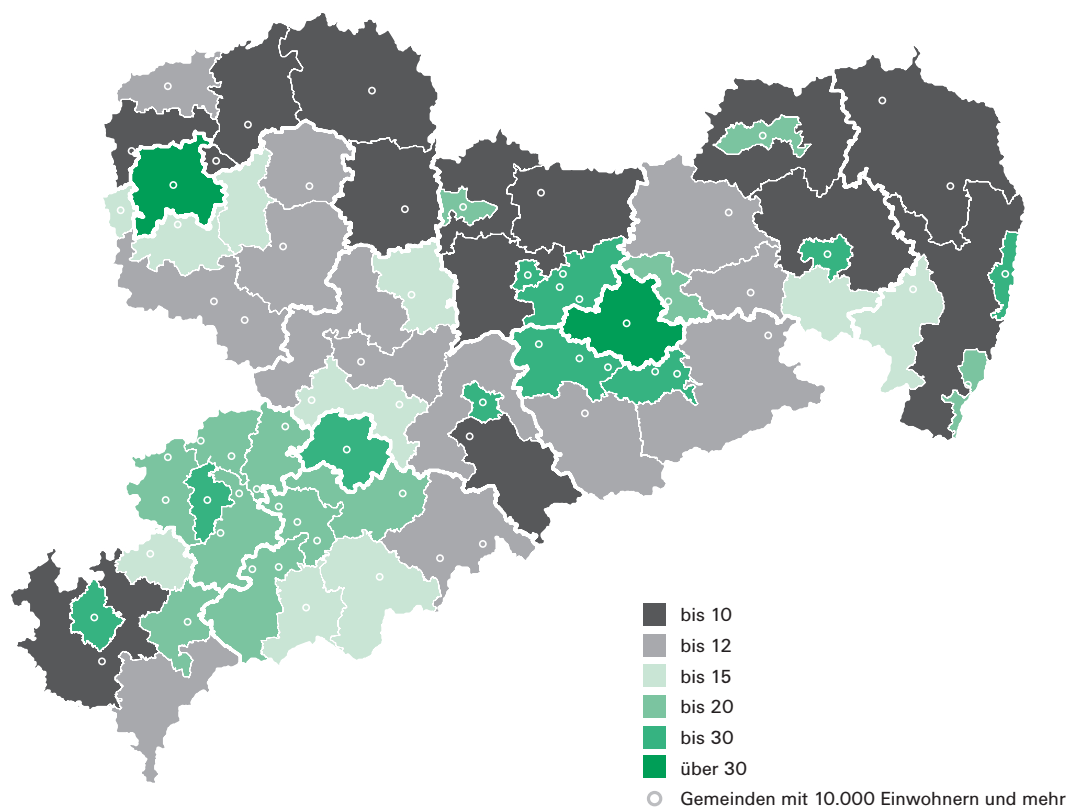 bis 10
bis 12
bis 15
bis 20
bis 30
über 30
Gemeinden mit 10.000 Einwohnern und mehr